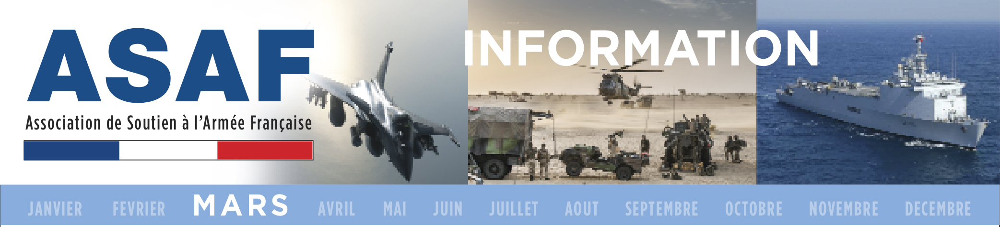 ASAF
Association de Soutien à l'Armée Française
INFORMATION
JANVIER FEVRIER MARS AVRIL MAI JUIN JUILLET AOUT SEPTEMBRE OCTOBRE NOVEMBRE DECEMBRE